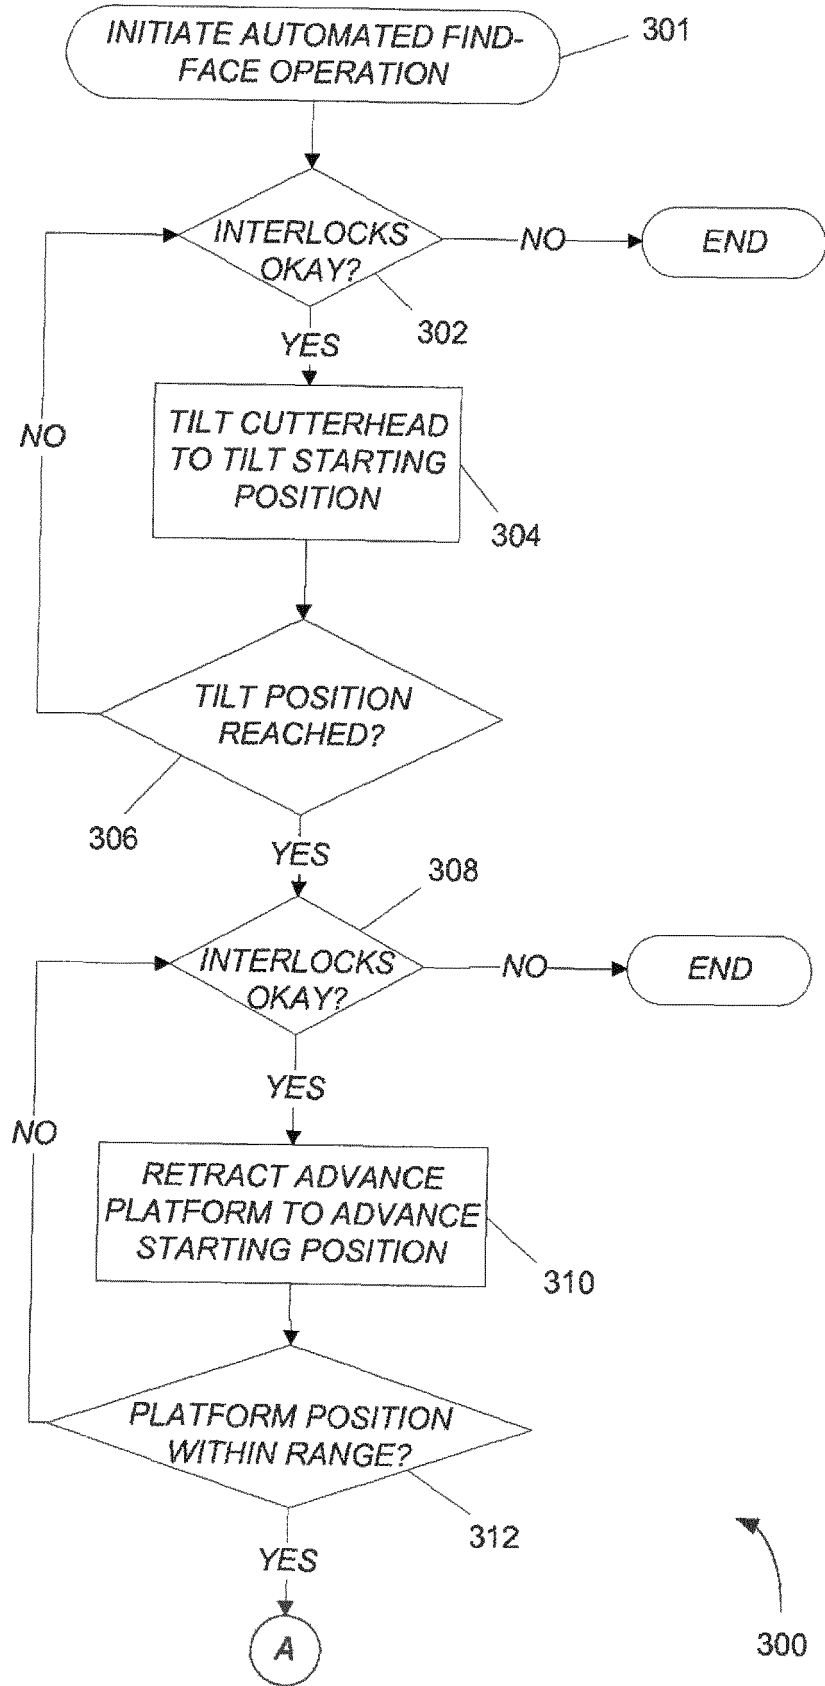 INITIATE AUTOMATED FIND-
FACE OPERATION
301
INTERLOCKS
OKAY?
NO
END
302
YES
NO
TILT CUTTERHEAD
TO TILT STARTING
POSITION
304
TILT POSITION
REACHED?
306
YES
308
INTERLOCKS
OKAY?
NO
END
YES
NO
RETRACT ADVANCE
PLATFORM TO ADVANCE
STARTING POSITION
310
PLATFORM POSITION
WITHIN RANGE?
312
YES
A
300